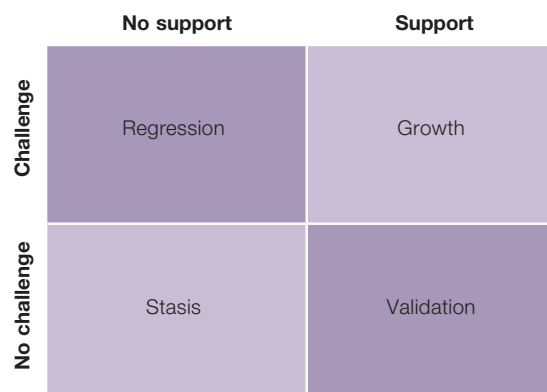 No support Support
Challenge
Regression Growth
No challenge
Stasis Validation